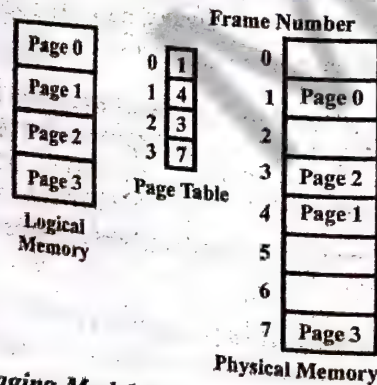 Page 0
Page 1
Page 2
Page 3
Logical
Memory
0 1
1 4
2 3
3 7
Page Table
Frame Number
0
1 Page 0
2
3 Page 2
4 Page 1
5
6
7 Page 3
Physical Memory